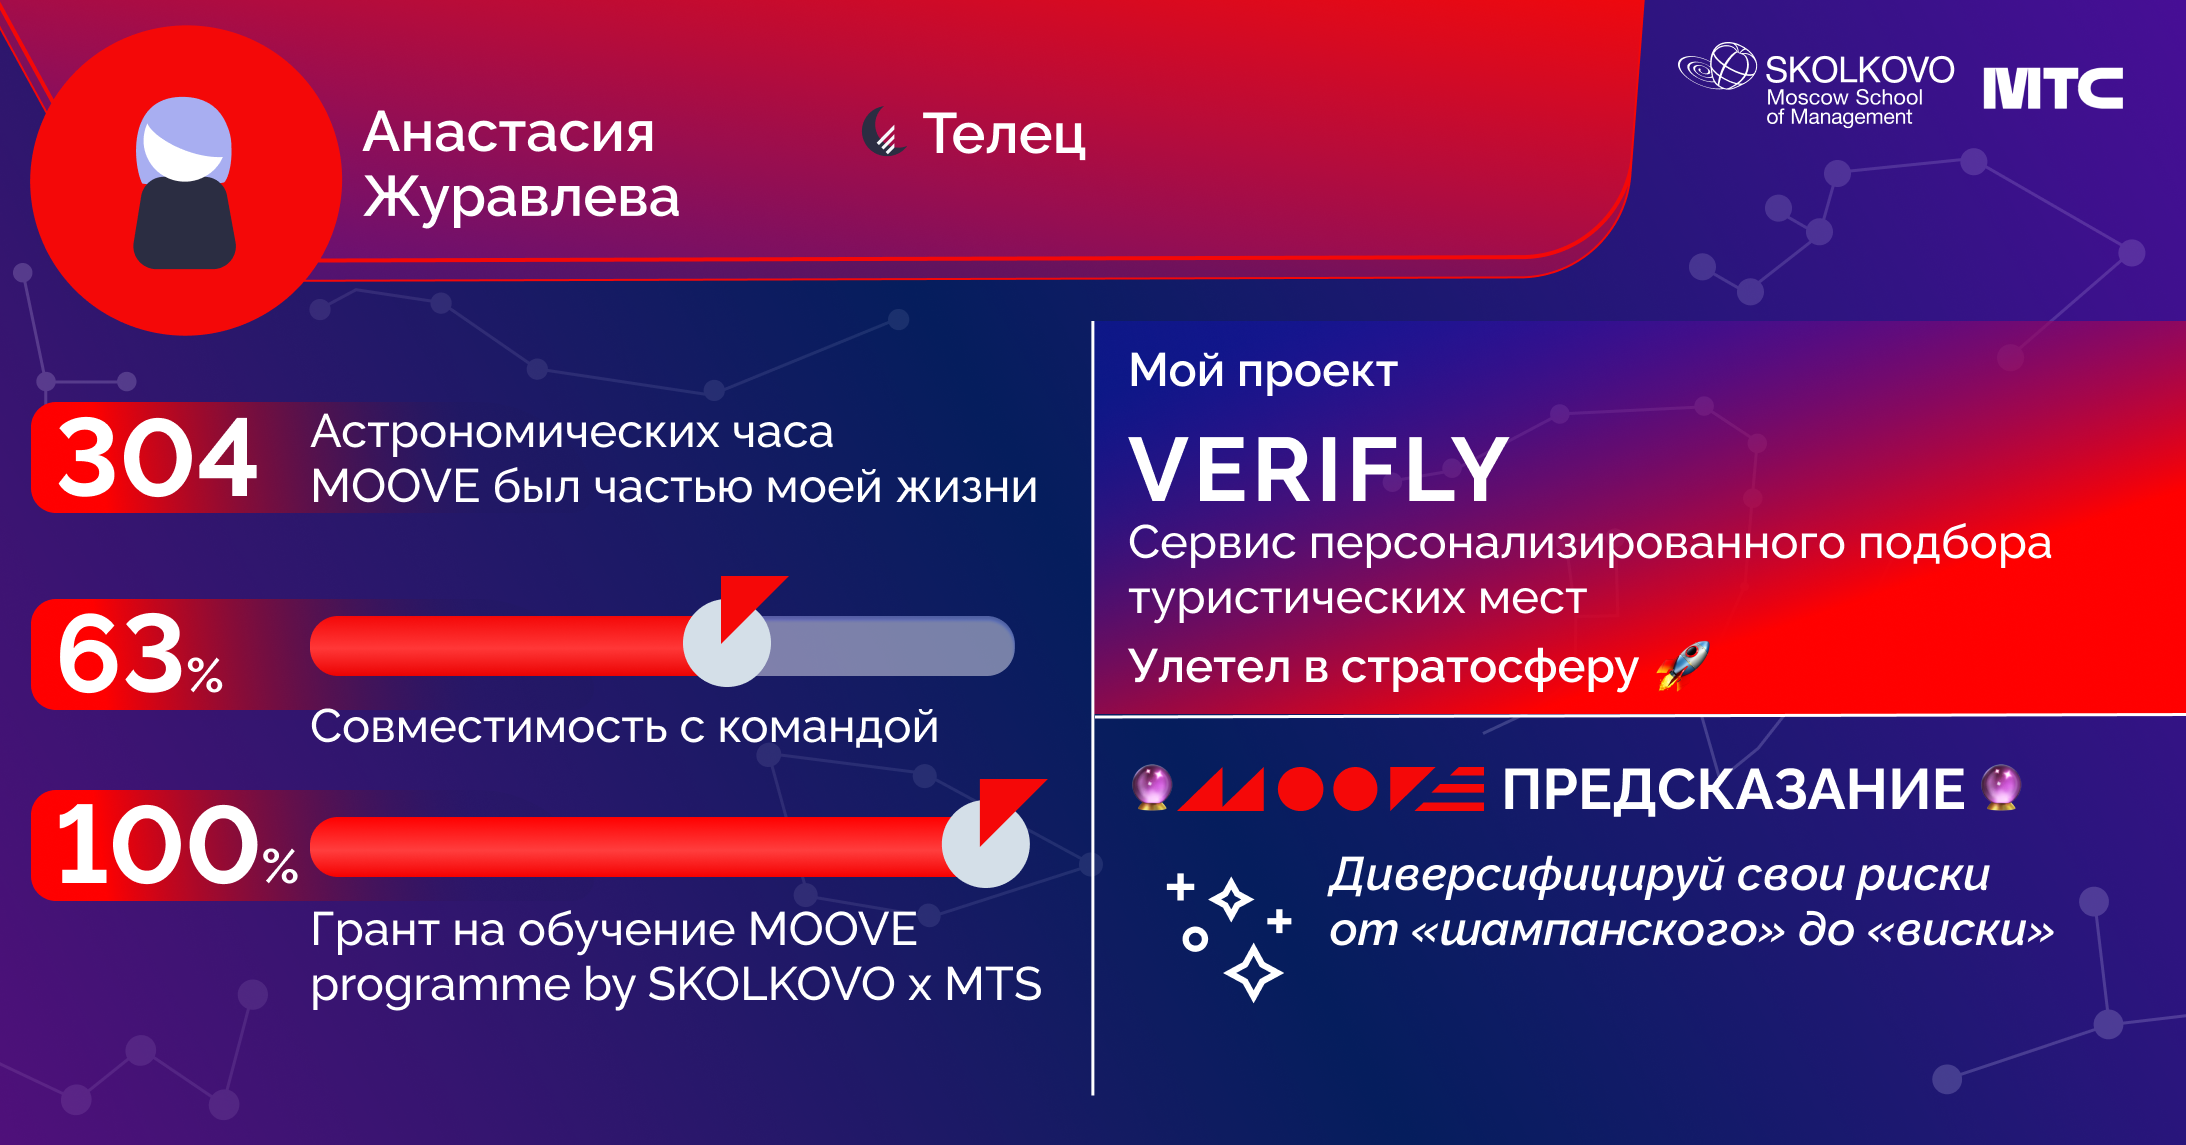 Анастасия
Журавлева
Телец
SKOLKOVO
Moscow School
of Management
МТС
304
Астрономических часа
MOOVE был частью моей жизни
63%
Совместимость с командой
100%
Грант на обучение MOOVE
programme by SKOLKOVO x MTS
Мой проект
VERIFLY
Сервис персонализированного подбора
туристических мест
Улетел в стратосферу 🚀
🔮 MOOVE ПРЕДСКАЗАНИЕ 🔮
Диверсифицируй свои риски
от «шампанского» до «виски»